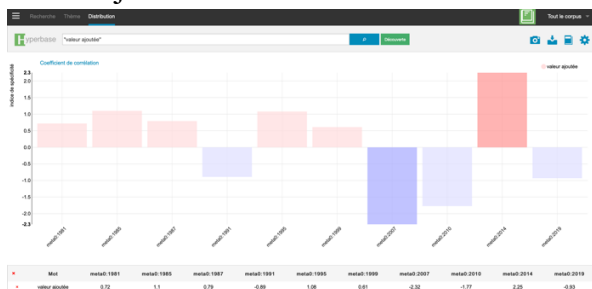 Recherche Thème Distribution Tout le corpus
Hyperbase "valeur ajoutée" Découverte
Coefficient de corrélation
valeur ajoutée
Indice de spécificité
2.3
2.0
1.5
1.0
0.5
0.0
-0.5
-1.0
-1.5
-2.0
-2.3
meta0:1981 meta0:1985 meta0:1987 meta0:1991 meta0:1995 meta0:1999 meta0:2007 meta0:2010 meta0:2014 meta0:2019
Mot meta0:1981 meta0:1985 meta0:1987 meta0:1991 meta0:1995 meta0:1999 meta0:2007 meta0:2010 meta0:2014 meta0:2019
valeur ajoutée 0.72 1.1 0.79 -0.89 1.08 0.61 -2.32 -1.77 2.25 -0.93